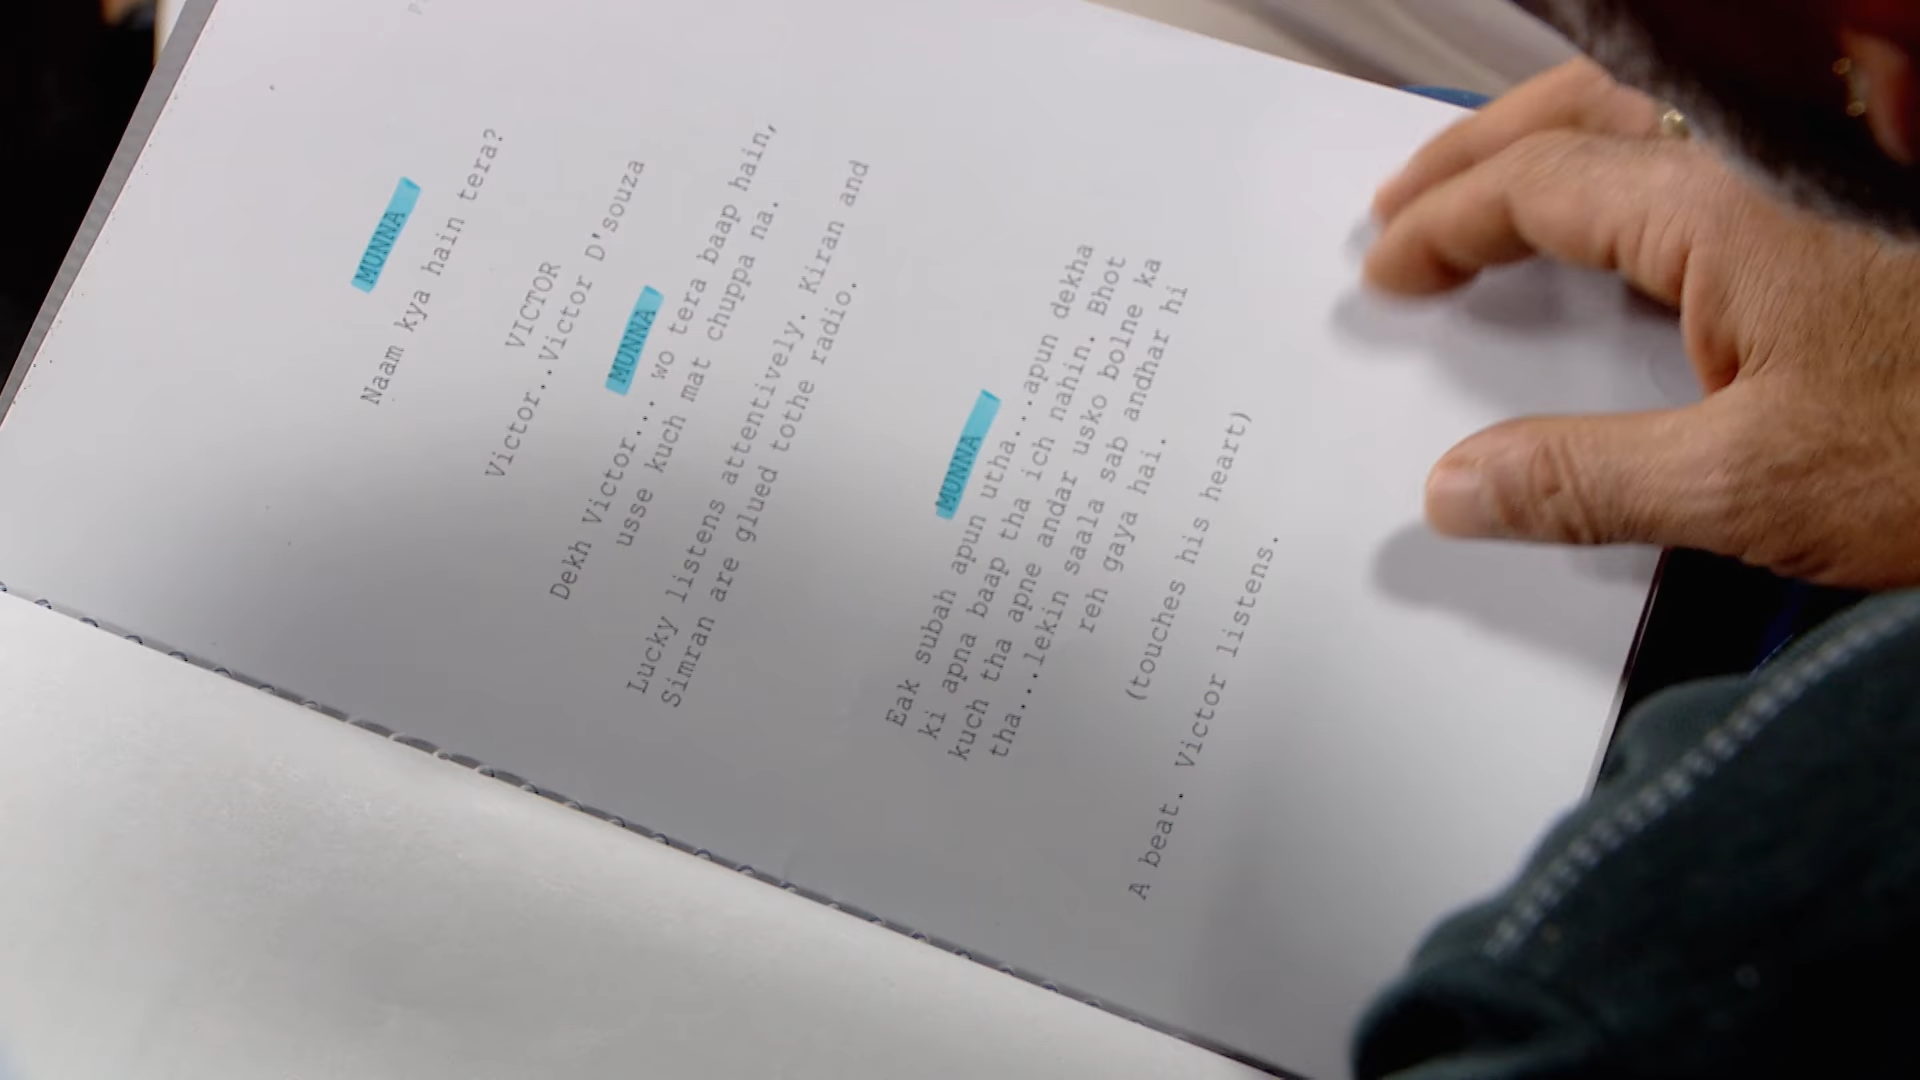 MUNNA
Naam kya hain tera?
VICTOR
Victor..Victor D'souza
MUNNA
Dekh Victor... wo tera baap hain,
usse kuch mat chuppa na.
Lucky listens attentively. Kiran and
Simran are glued tothe radio.
MUNNA
Eak subah apun utha...apun dekha
ki apna baap tha ich nahin. Bhot
kuch tha apne andar usko bolne ka
tha...lekin saala sab andhar hi
reh gaya hai.
(touches his heart)
A beat. Victor listens.